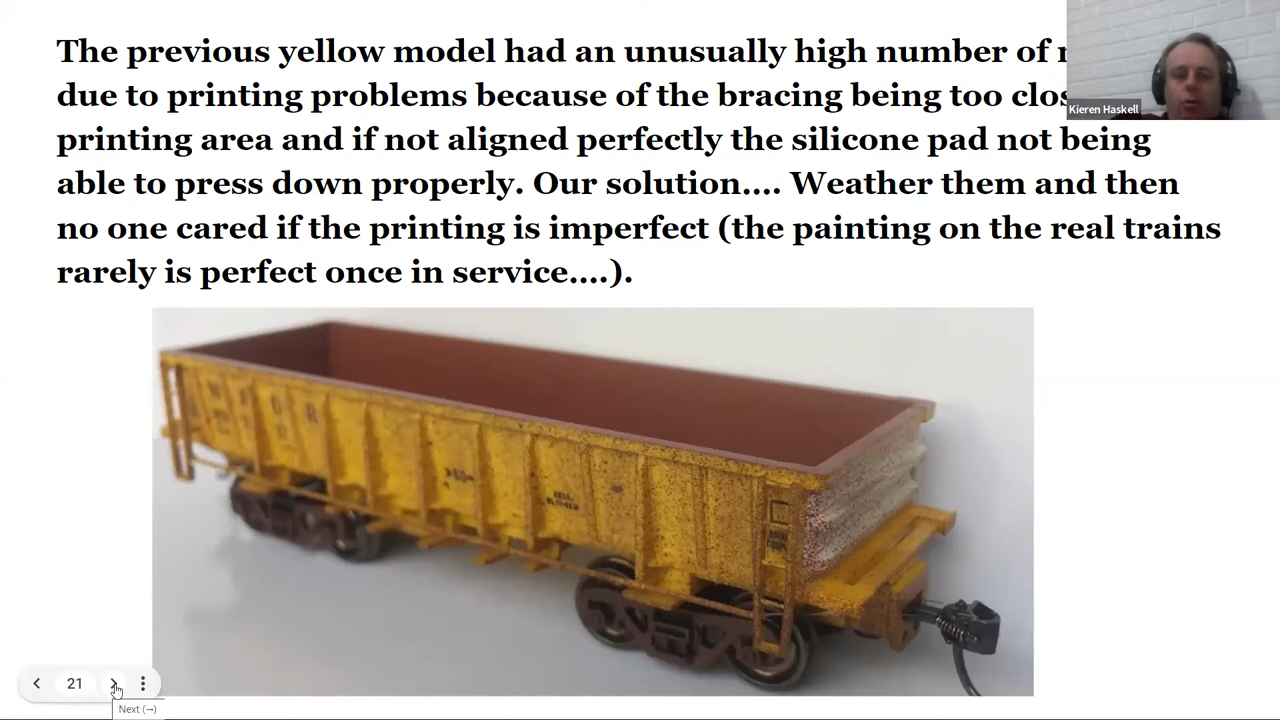 The previous yellow model had an unusually high number of
due to printing problems because of the bracing being too
printing area and if not aligned perfectly the silicone pad not being
able to press down properly. Our solution.... Weather them and then
no one cared if the printing is imperfect (the painting on the real trains
rarely is perfect once in service....).
Kieren Haskell
21
Next (→)